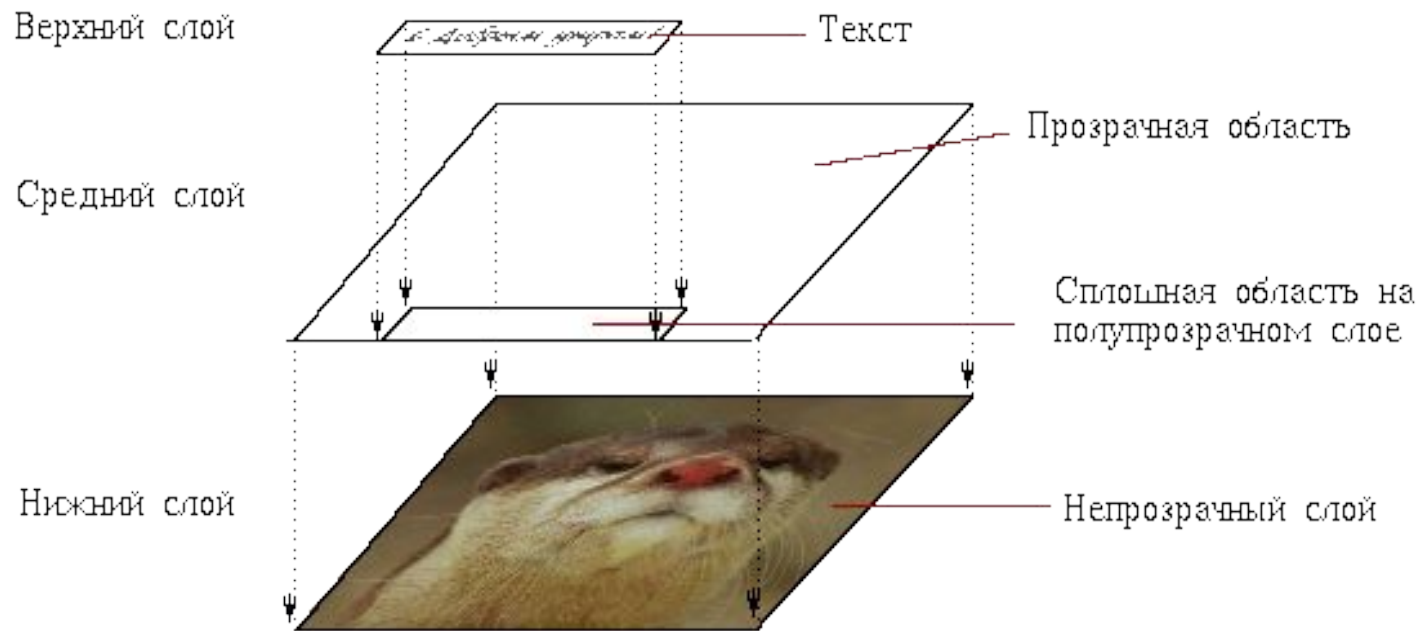 Верхний слой
Текст
Прозрачная область
Средний слой
Сплошная область на
полупрозрачном слое
Нижний слой
Непрозрачный слой